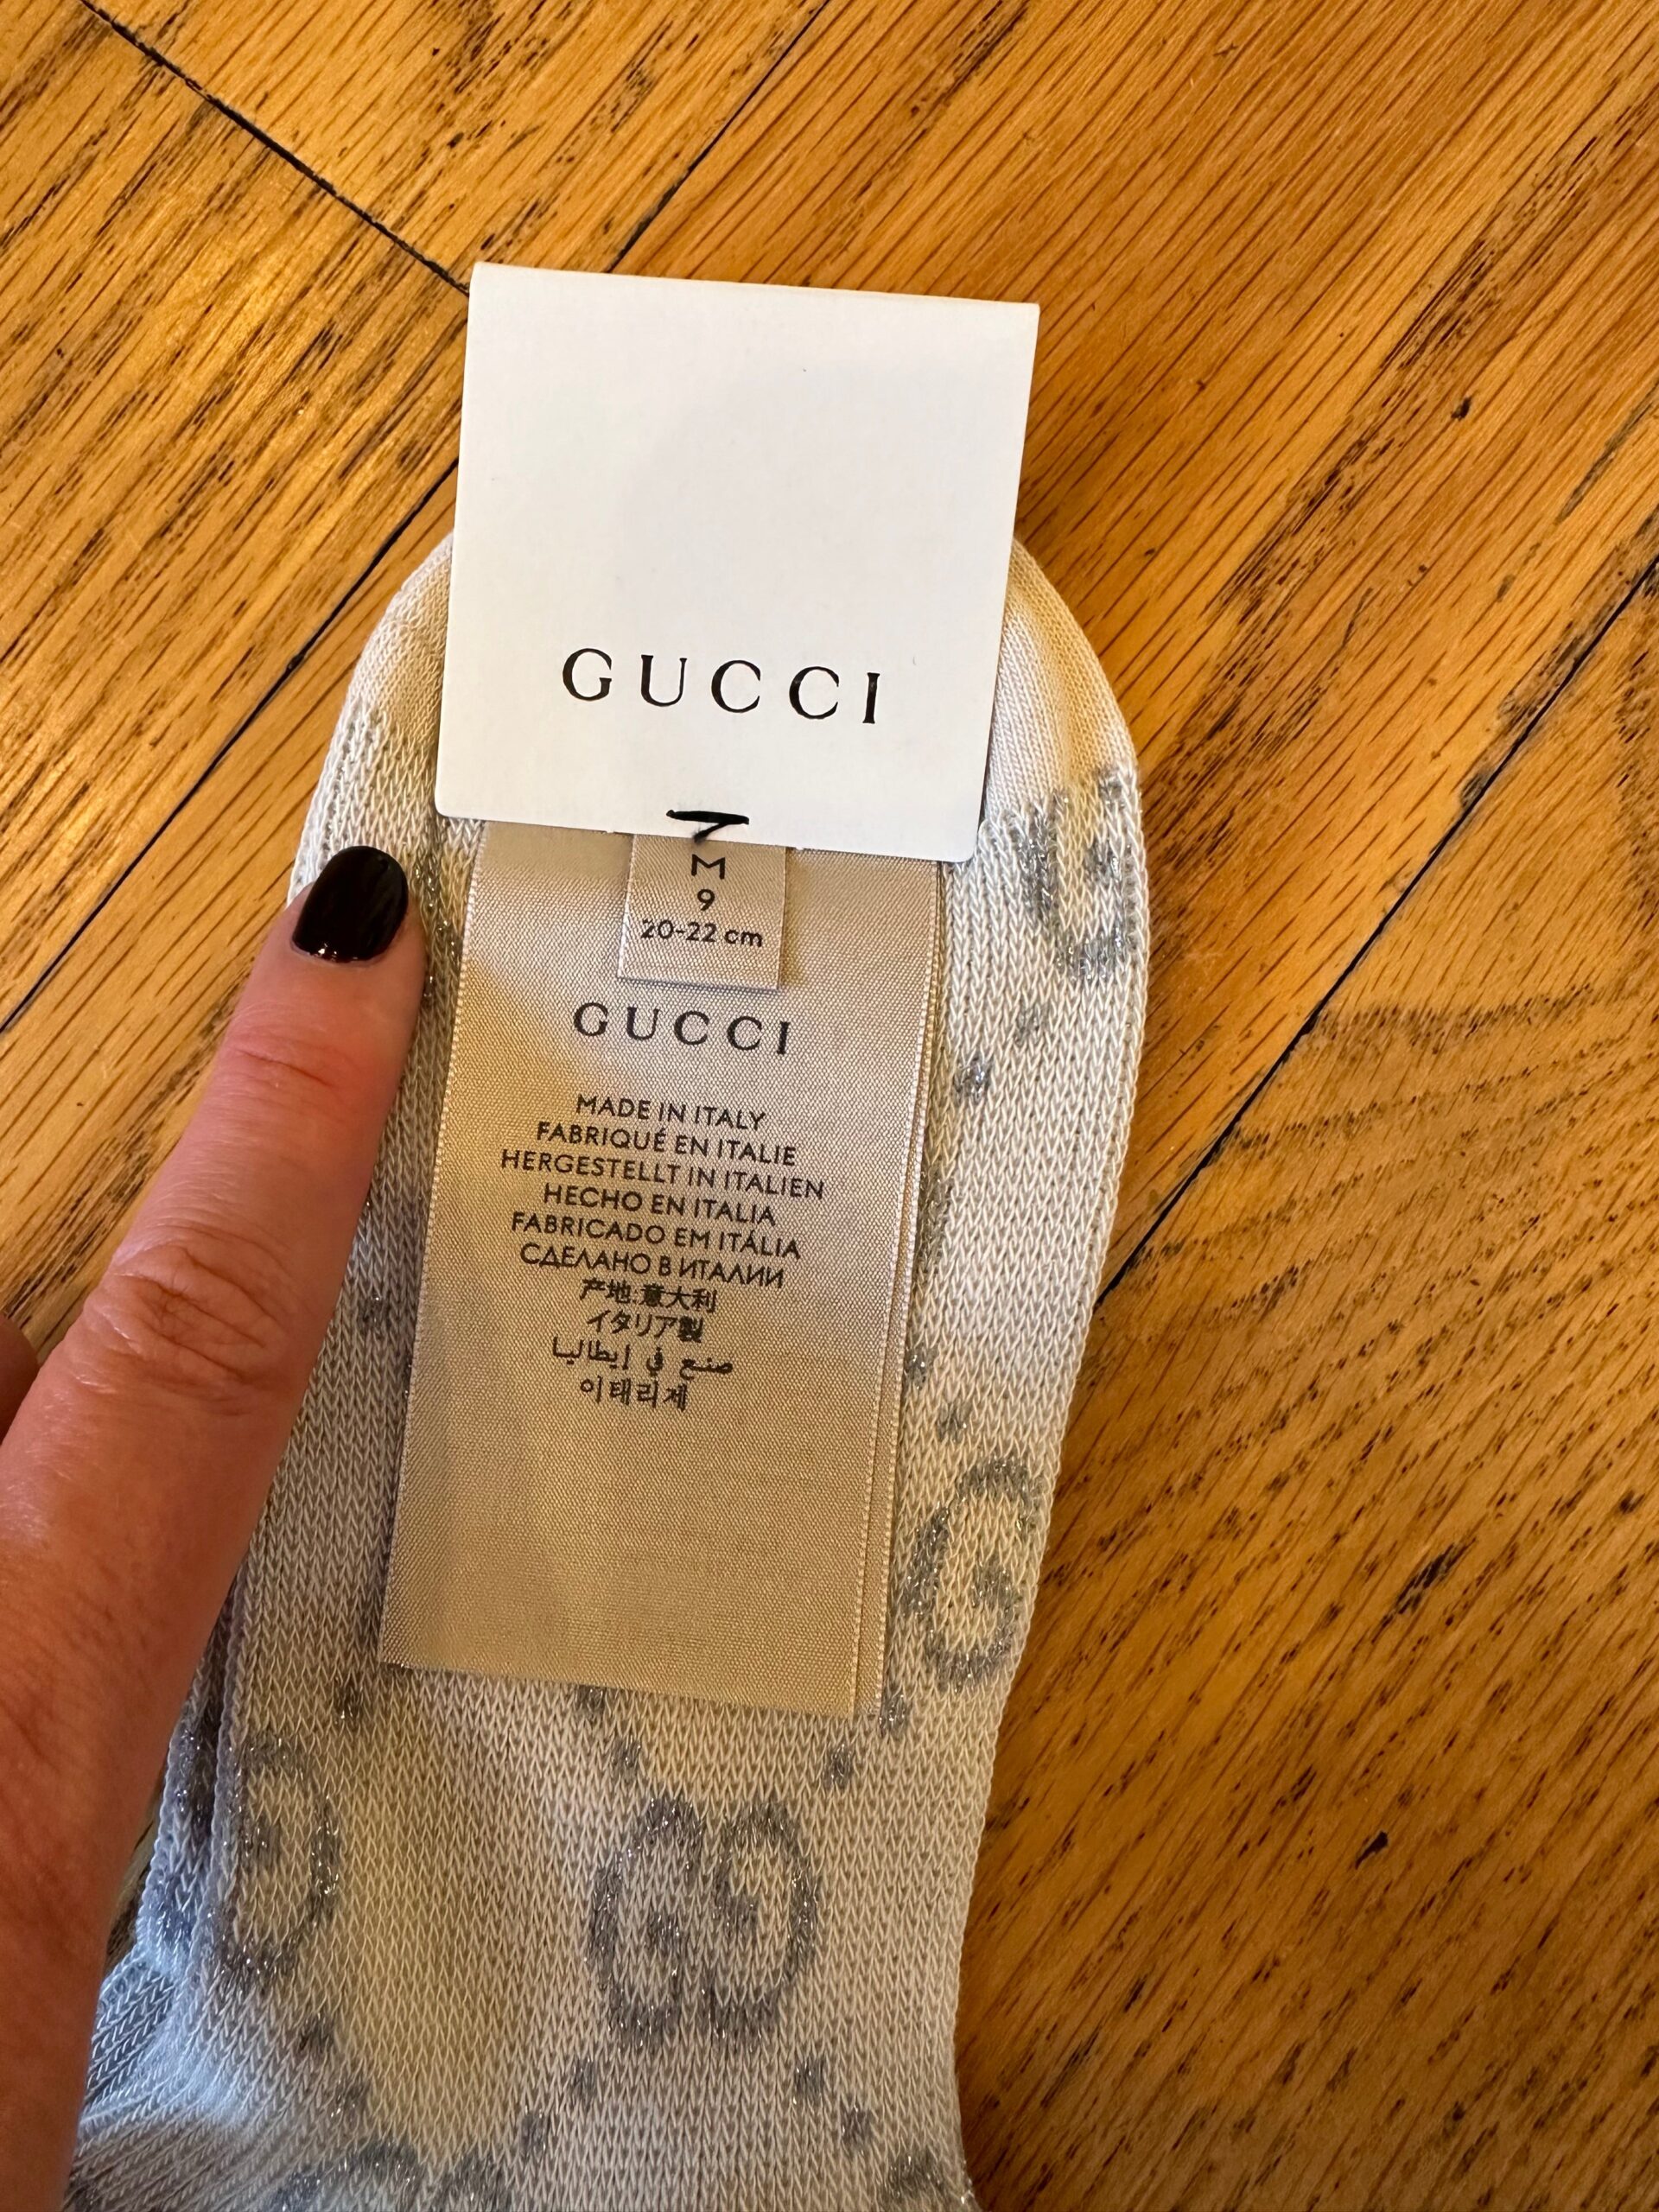 GUCCI
M
9
20-22 cm
GUCCI
MADE IN ITALY
FABRIQUÉ EN ITALIE
HERGESTELLT IN ITALIEN
HECHO EN ITALIA
FABRICADO EM ITÁLIA
СДЕЛАНО В ИТАЛИИ
产地:意大利
イタリア製
صنع في إيطاليا
이태리제